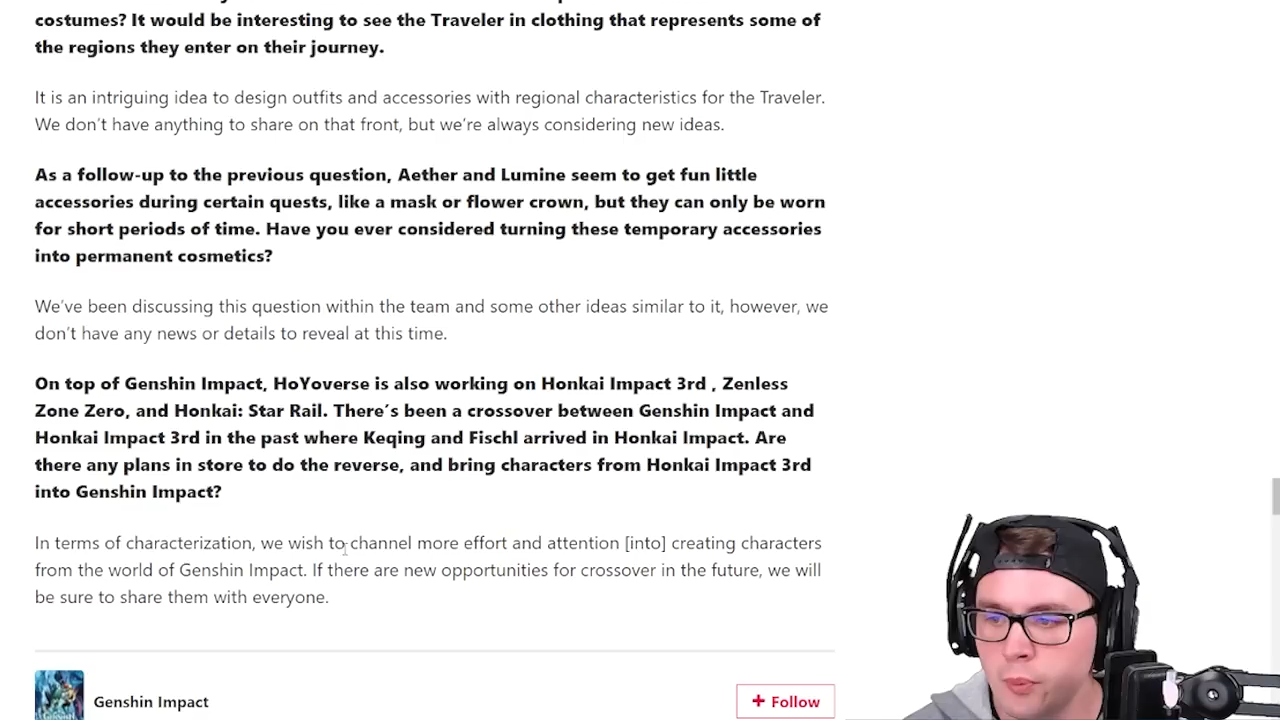 costumes? It would be interesting to see the Traveler in clothing that represents some of
the regions they enter on their journey.
It is an intriguing idea to design outfits and accessories with regional characteristics for the Traveler.
We don’t have anything to share on that front, but we’re always considering new ideas.
As a follow-up to the previous question, Aether and Lumine seem to get fun little
accessories during certain quests, like a mask or flower crown, but they can only be worn
for short periods of time. Have you ever considered turning these temporary accessories
into permanent cosmetics?
We’ve been discussing this question within the team and some other ideas similar to it, however, we
don’t have any news or details to reveal at this time.
On top of Genshin Impact, HoYoverse is also working on Honkai Impact 3rd , Zenless
Zone Zero, and Honkai: Star Rail. There’s been a crossover between Genshin Impact and
Honkai Impact 3rd in the past where Keqing and Fischl arrived in Honkai Impact. Are
there any plans in store to do the reverse, and bring characters from Honkai Impact 3rd
into Genshin Impact?
In terms of characterization, we wish to channel more effort and attention [into] creating characters
from the world of Genshin Impact. If there are new opportunities for crossover in the future, we will
be sure to share them with everyone.
Genshin Impact
+ Follow